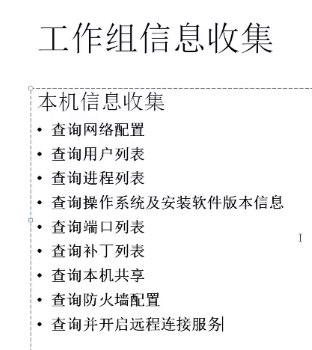 工作组信息收集
本机信息收集
• 查询网络配置
• 查询用户列表
• 查询进程列表
• 查询操作系统及安装软件版本信息
• 查询端口列表
• 查询补丁列表
• 查询本机共享
• 查询防火墙配置
• 查询并开启远程连接服务